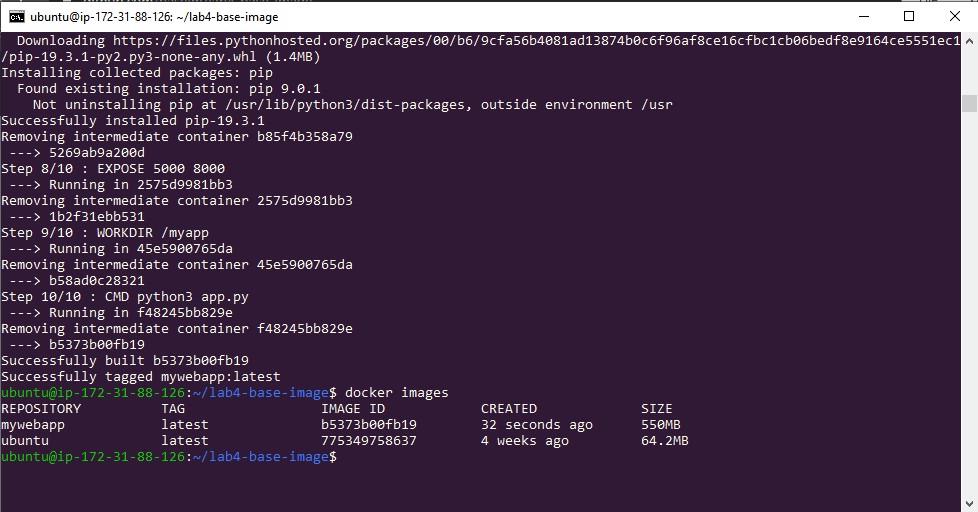 ubuntu@ip-172-31-88-126: ~/lab4-base-image
  Downloading https://files.pythonhosted.org/packages/00/b6/9cfa56b4081ad13874b0c6f96af8ce16cfbc1cb06bedf8e9164ce5551ec1
/pip-19.3.1-py2.py3-none-any.whl (1.4MB)
Installing collected packages: pip
  Found existing installation: pip 9.0.1
    Not uninstalling pip at /usr/lib/python3/dist-packages, outside environment /usr
Successfully installed pip-19.3.1
Removing intermediate container b85f4b358a79
 ---> 5269ab9a200d
Step 8/10 : EXPOSE 5000 8000
 ---> Running in 2575d9981bb3
Removing intermediate container 2575d9981bb3
 ---> 1b2f31ebb531
Step 9/10 : WORKDIR /myapp
 ---> Running in 45e5900765da
Removing intermediate container 45e5900765da
 ---> b58ad0c28321
Step 10/10 : CMD python3 app.py
 ---> Running in f48245bb829e
Removing intermediate container f48245bb829e
 ---> b5373b00fb19
Successfully built b5373b00fb19
Successfully tagged mywebapp:latest
ubuntu@ip-172-31-88-126:~/lab4-base-image$ docker images
REPOSITORY          TAG                 IMAGE ID            CREATED             SIZE
mywebapp            latest              b5373b00fb19        32 seconds ago      550MB
ubuntu              latest              775349758637        4 weeks ago         64.2MB
ubuntu@ip-172-31-88-126:~/lab4-base-image$